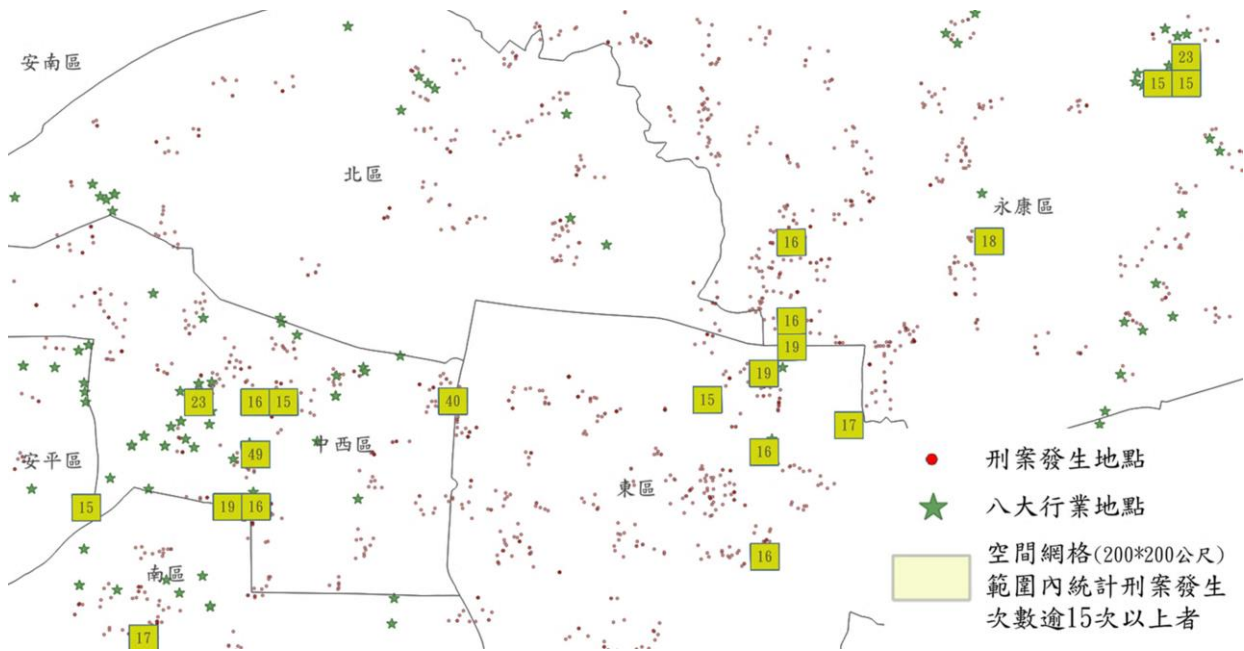 安南區
23
15
15
北區
永康區
16
18
16
19
19
23
16
15
40
15
17
49
中西區
16
安平區
東區
15
19
16
16
南區
17
刑案發生地點
八大行業地點
空間網格(200*200公尺)
範圍內統計刑案發生
次數逾15次以上者